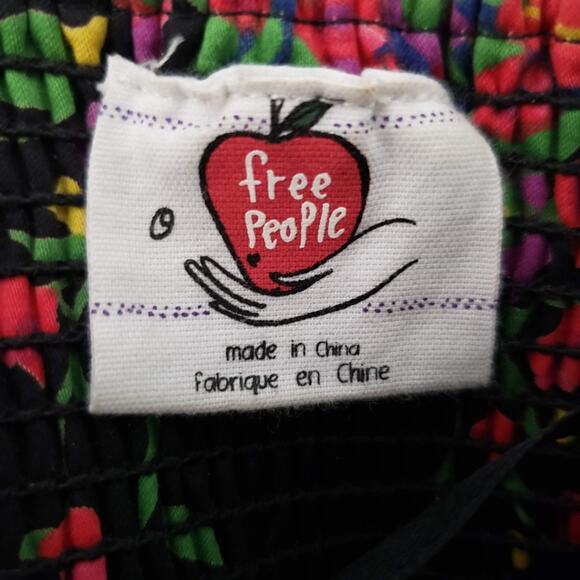 free
PEOPLE
O
made in China
Fabrique en Chine